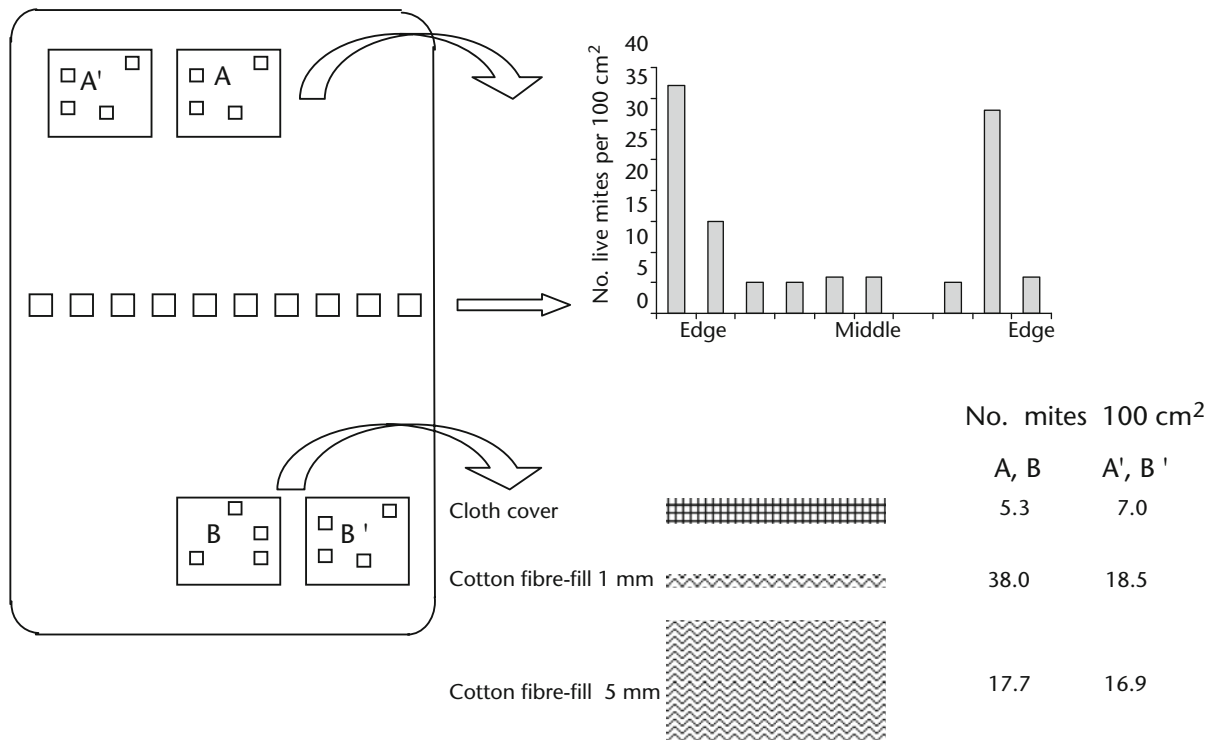 A'
A
No. live mites per 100 cm2
40
35
30
25
20
15
10
5
0
Edge Middle Edge
No. mites 100 cm2
A, B A', B '
B
B '
Cloth cover 5.3 7.0
Cotton fibre-fill 1 mm 38.0 18.5
Cotton fibre-fill 5 mm 17.7 16.9